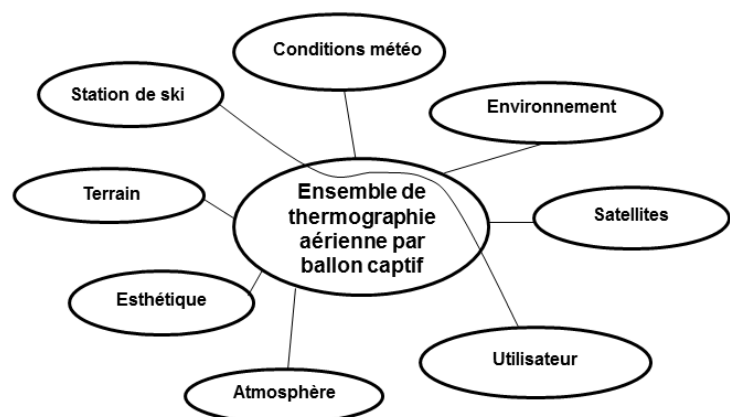 Conditions météo
Station de ski
Environnement
Ensemble de
thermographie
aérienne par
ballon captif
Terrain
Satellites
Esthétique
Utilisateur
Atmosphère